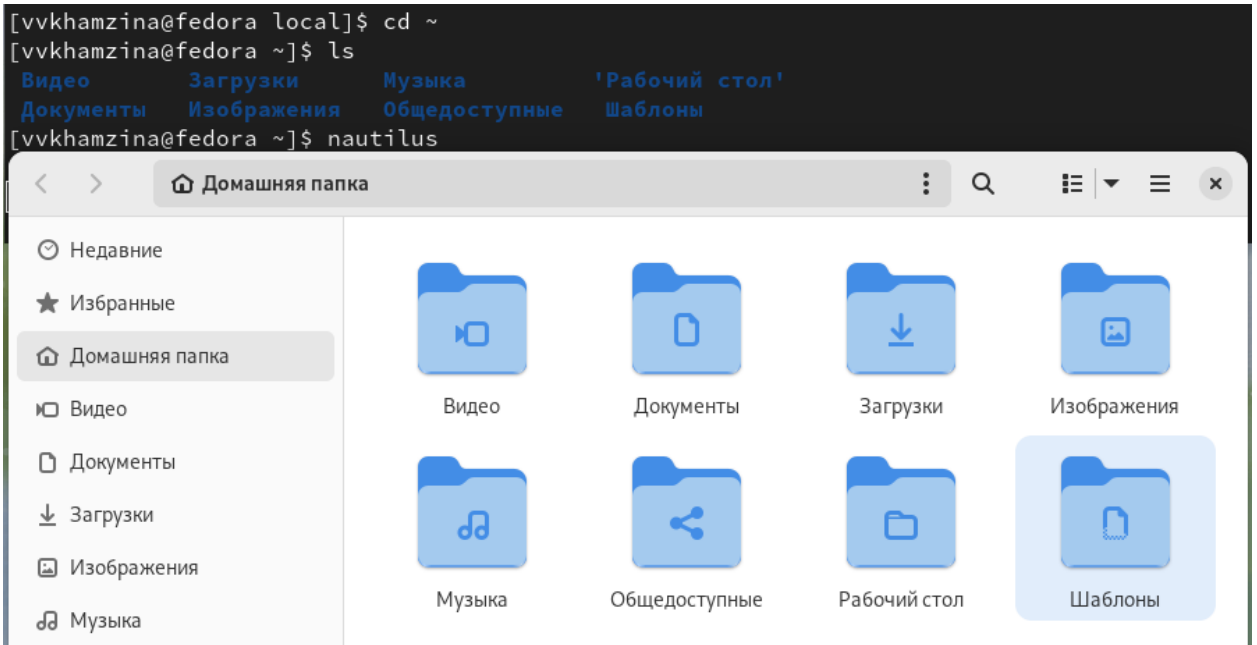 [vvkhamzina@fedora local]$ cd ~
[vvkhamzina@fedora ~]$ ls
Видео Загрузки Музыка 'Рабочий стол'
Документы Изображения Общедоступные Шаблоны
[vvkhamzina@fedora ~]$ nautilus
Домашняя папка
Недавние
Избранные
Домашняя папка
Видео
Документы
Загрузки
Изображения
Музыка
Видео Документы Загрузки Изображения
Музыка Общедоступные Рабочий стол Шаблоны